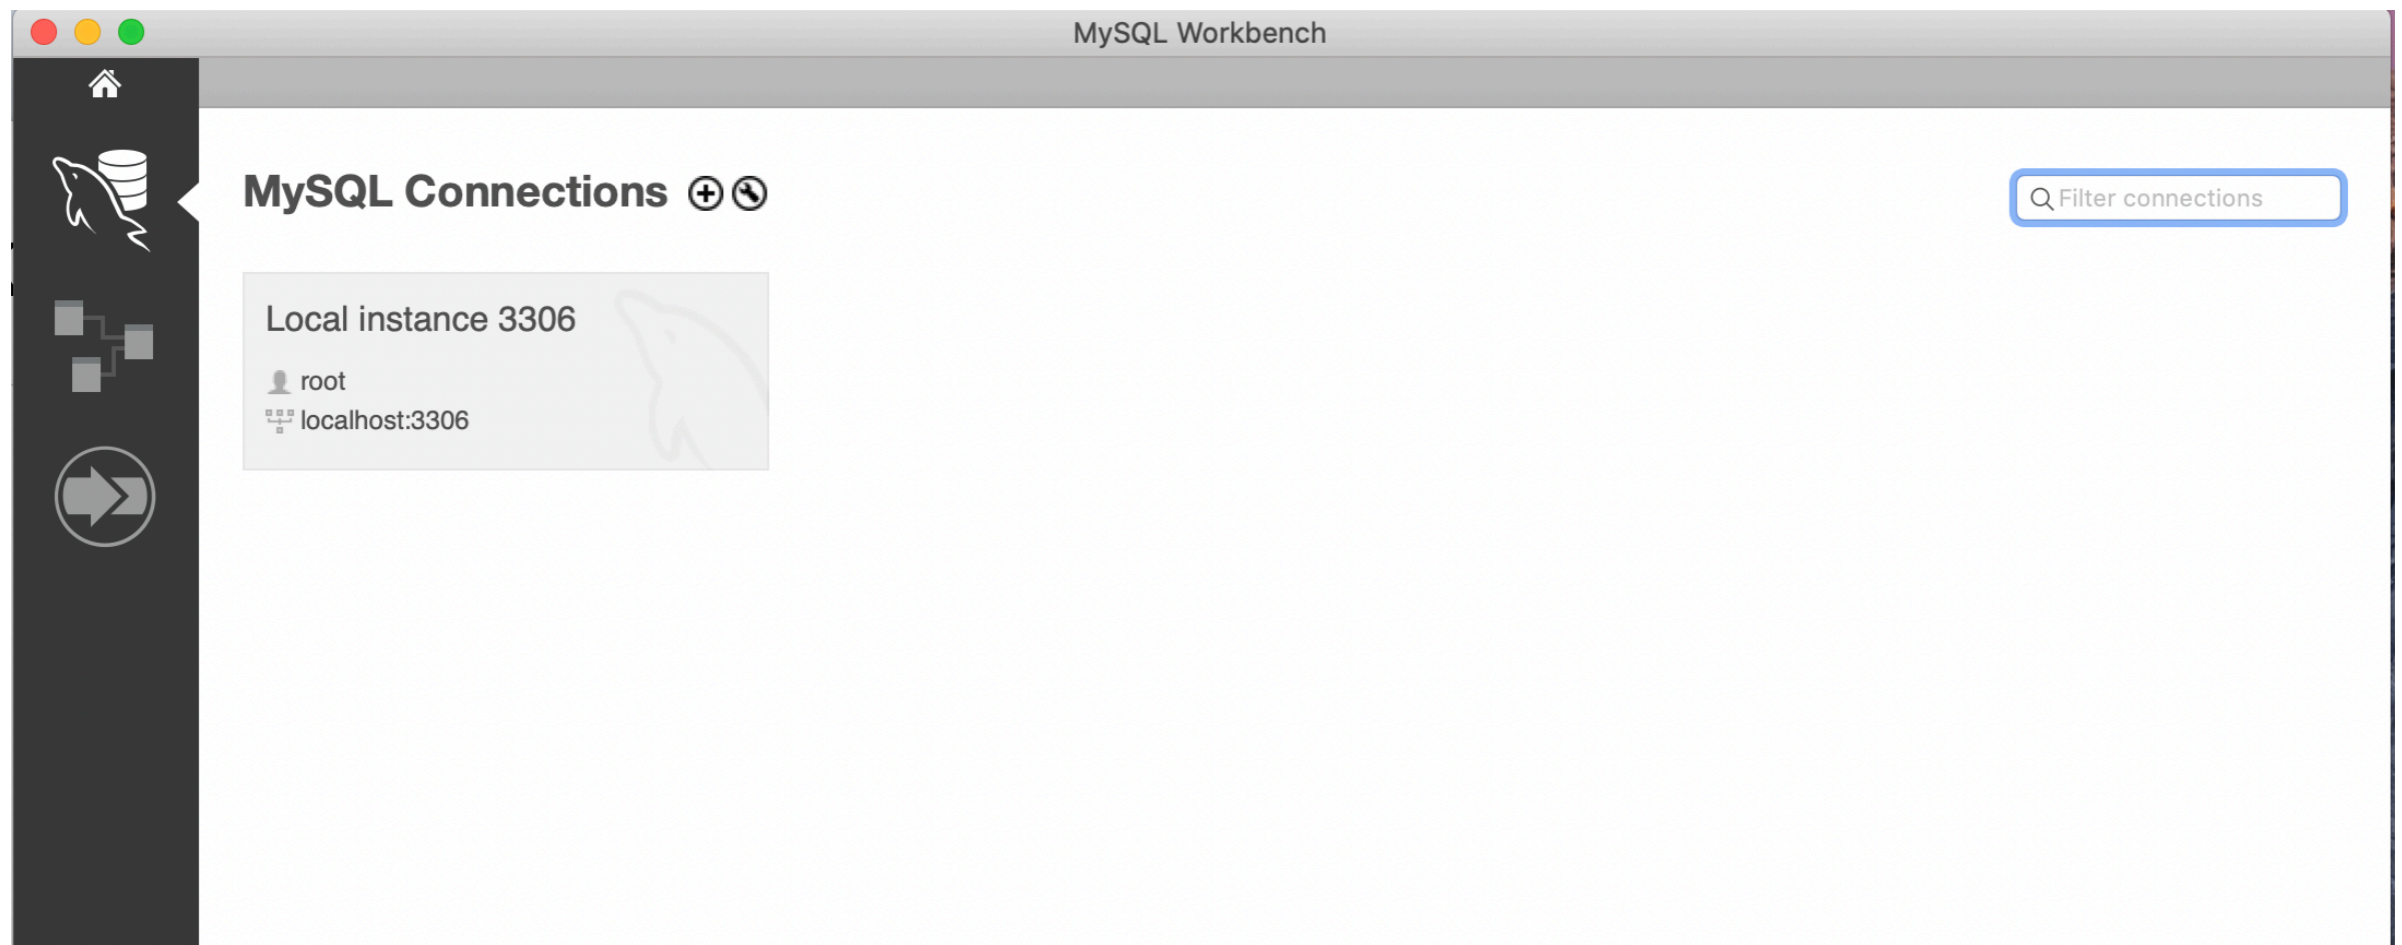 MySQL Workbench
MySQL Connections
Filter connections
Local instance 3306
root
localhost:3306